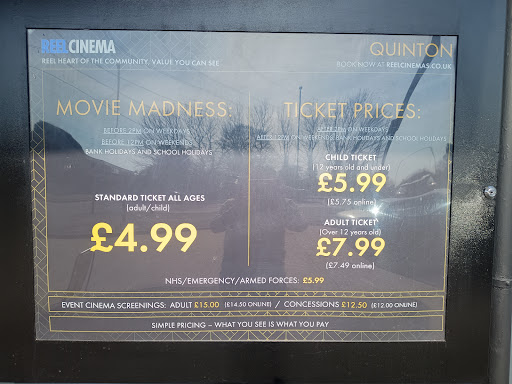 REEL CINEMA
REEL HEART OF THE COMMUNITY, VALUE YOU CAN SEE
QUINTON
BOOK NOW AT REELCINEMAS.CO.UK
MOVIE MADNESS:
BEFORE 2PM ON WEEKDAYS
BEFORE 12PM ON WEEKENDS,
BANK HOLIDAYS AND SCHOOL HOLIDAYS
STANDARD TICKET ALL AGES
(adult/child)
£4.99
TICKET PRICES:
AFTER 2PM ON WEEKDAYS
AFTER 12PM ON WEEKENDS, BANK HOLIDAYS AND SCHOOL HOLIDAYS
CHILD TICKET
(12 years old and under)
£5.99
(£5.75 online)
ADULT TICKET
(Over 12 years old)
£7.99
(£7.49 online)
NHS/EMERGENCY/ARMED FORCES: £5.99
EVENT CINEMA SCREENINGS: ADULT £15.00 (£14.50 ONLINE) / CONCESSIONS £12.50 (£12.00 ONLINE)
SIMPLE PRICING – WHAT YOU SEE IS WHAT YOU PAY